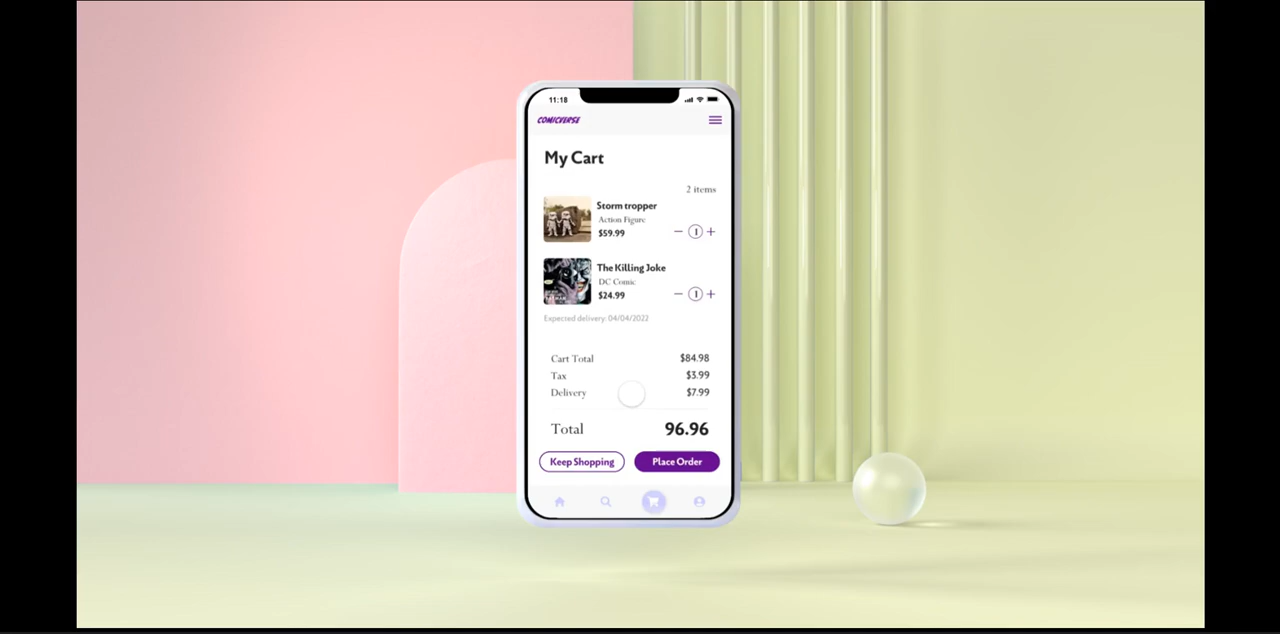 11:18
COMICVERSE
My Cart
2 items
Storm tropper
Action Figure
$59.99
1
The Killing Joke
DC Comic
$24.99
1
Expected delivery: 04/04/2022
Cart Total $84.98
Tax $3.99
Delivery $7.99
Total 96.96
Keep Shopping Place Order